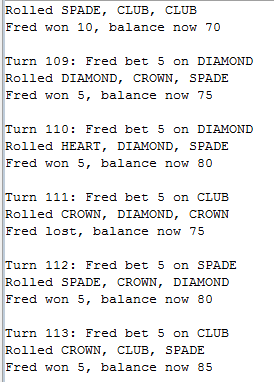 Rolled SPADE, CLUB, CLUB
Fred won 10, balance now 70
Turn 109: Fred bet 5 on DIAMOND
Rolled DIAMOND, CROWN, SPADE
Fred won 5, balance now 75
Turn 110: Fred bet 5 on DIAMOND
Rolled HEART, DIAMOND, SPADE
Fred won 5, balance now 80
Turn 111: Fred bet 5 on CLUB
Rolled CROWN, DIAMOND, CROWN
Fred lost, balance now 75
Turn 112: Fred bet 5 on SPADE
Rolled SPADE, CROWN, DIAMOND
Fred won 5, balance now 80
Turn 113: Fred bet 5 on CLUB
Rolled CROWN, CLUB, SPADE
Fred won 5, balance now 85